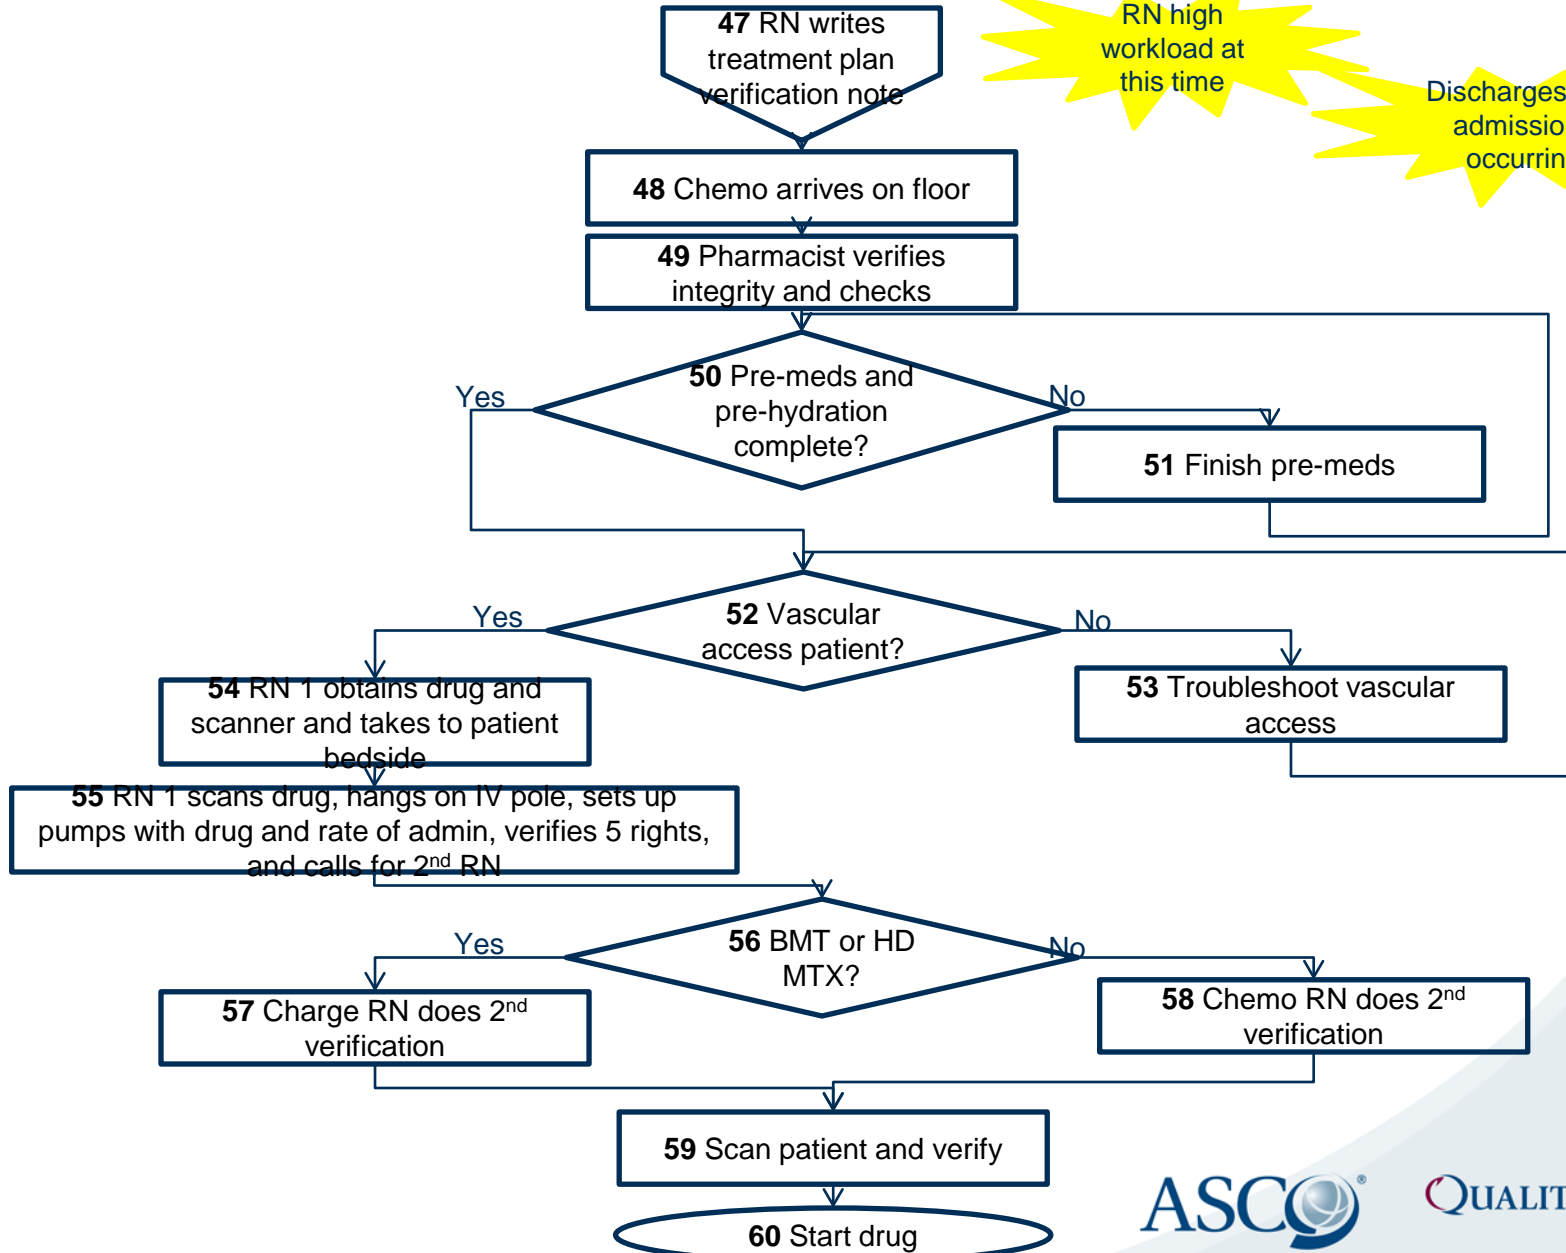 47 RN writes
treatment plan
verification note
RN high
workload at
this time
Discharges
admissio
occurrin
48 Chemo arrives on floor
49 Pharmacist verifies
integrity and checks
50 Pre-meds and
pre-hydration
complete?
Yes
No
51 Finish pre-meds
52 Vascular
access patient?
Yes
No
54 RN 1 obtains drug and
scanner and takes to patient
bedside
53 Troubleshoot vascular
access
55 RN 1 scans drug, hangs on IV pole, sets up
pumps with drug and rate of admin, verifies 5 rights,
and calls for 2nd RN
56 BMT or HD
MTX?
Yes
No
57 Charge RN does 2nd
verification
58 Chemo RN does 2nd
verification
59 Scan patient and verify
60 Start drug
ASCO®
QUALIT